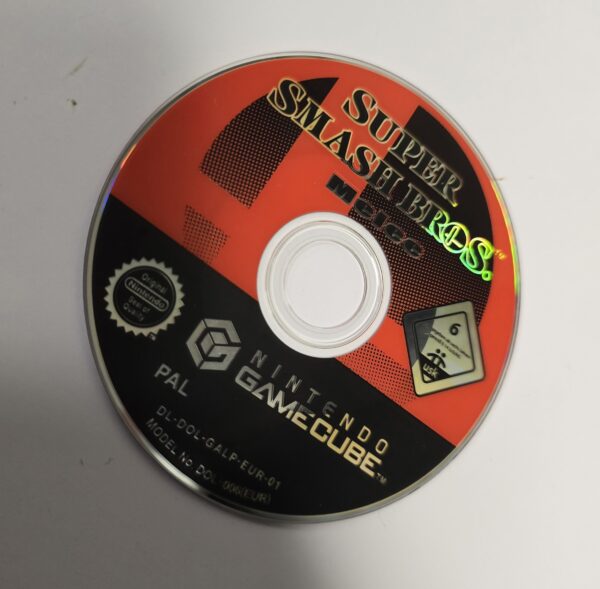 SUPER
SMASH BROS.
Melee
Original
Nintendo
Seal of
Quality
NINTENDO
GAMECUBE™
PAL
DL-DOL-GALP-EUR-01
MODEL No. DOL-006(EUR)
6
usk